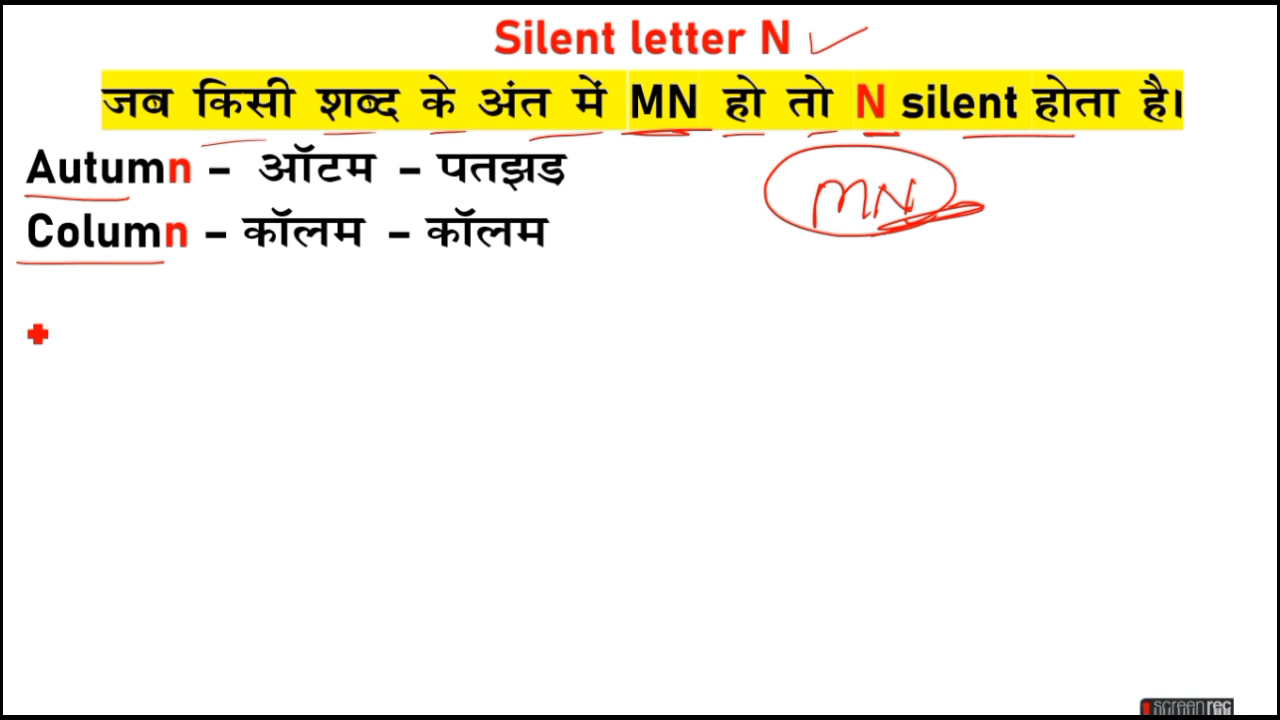 Silent letter N
जब किसी शब्द के अंत में MN हो तो N silent होता है।
Autumn – ऑटम – पतझड़
MN
Column – कॉलम – कॉलम
screenrec